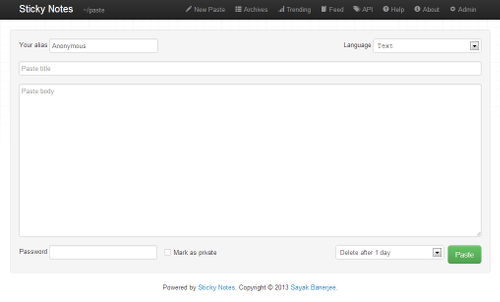 Sticky Notes ~/paste New Paste Archives Trending Feed API Help About Admin
Your alias Anonymous Language Text
Paste title
Paste body
Password Mark as private Delete after 1 day Paste
Powered by Sticky Notes. Copyright © 2013 Sayak Banerjee.